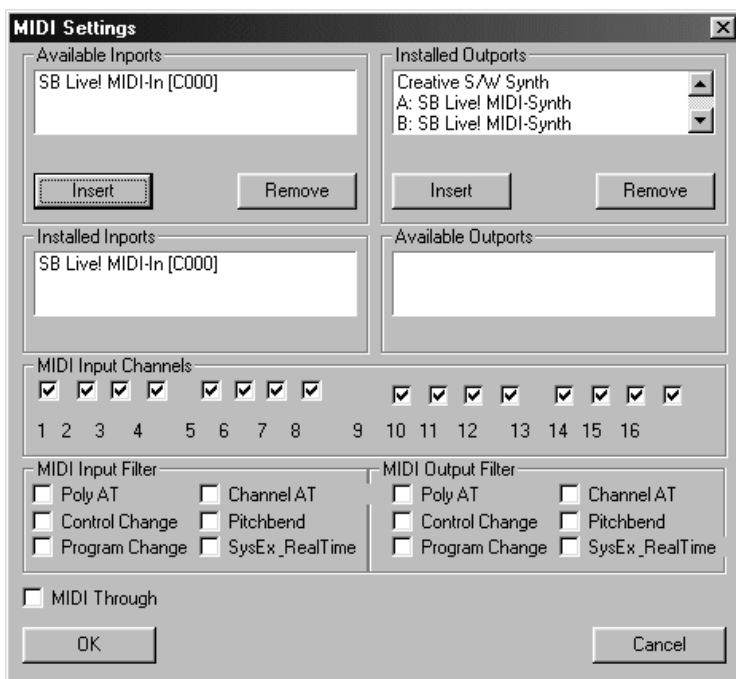 MIDI Settings
Available Inports
SB Live! MIDI-In [C000]
Insert
Remove
Installed Outports
Creative S/W Synth
A: SB Live! MIDI-Synth
B: SB Live! MIDI-Synth
Insert
Remove
Installed Inports
SB Live! MIDI-In [C000]
Available Outports
MIDI Input Channels
1 2 3 4 5 6 7 8 9 10 11 12 13 14 15 16
MIDI Input Filter
Poly AT
Channel AT
Control Change
Pitchbend
Program Change
SysEx_RealTime
MIDI Output Filter
Poly AT
Channel AT
Control Change
Pitchbend
Program Change
SysEx_RealTime
MIDI Through
OK
Cancel